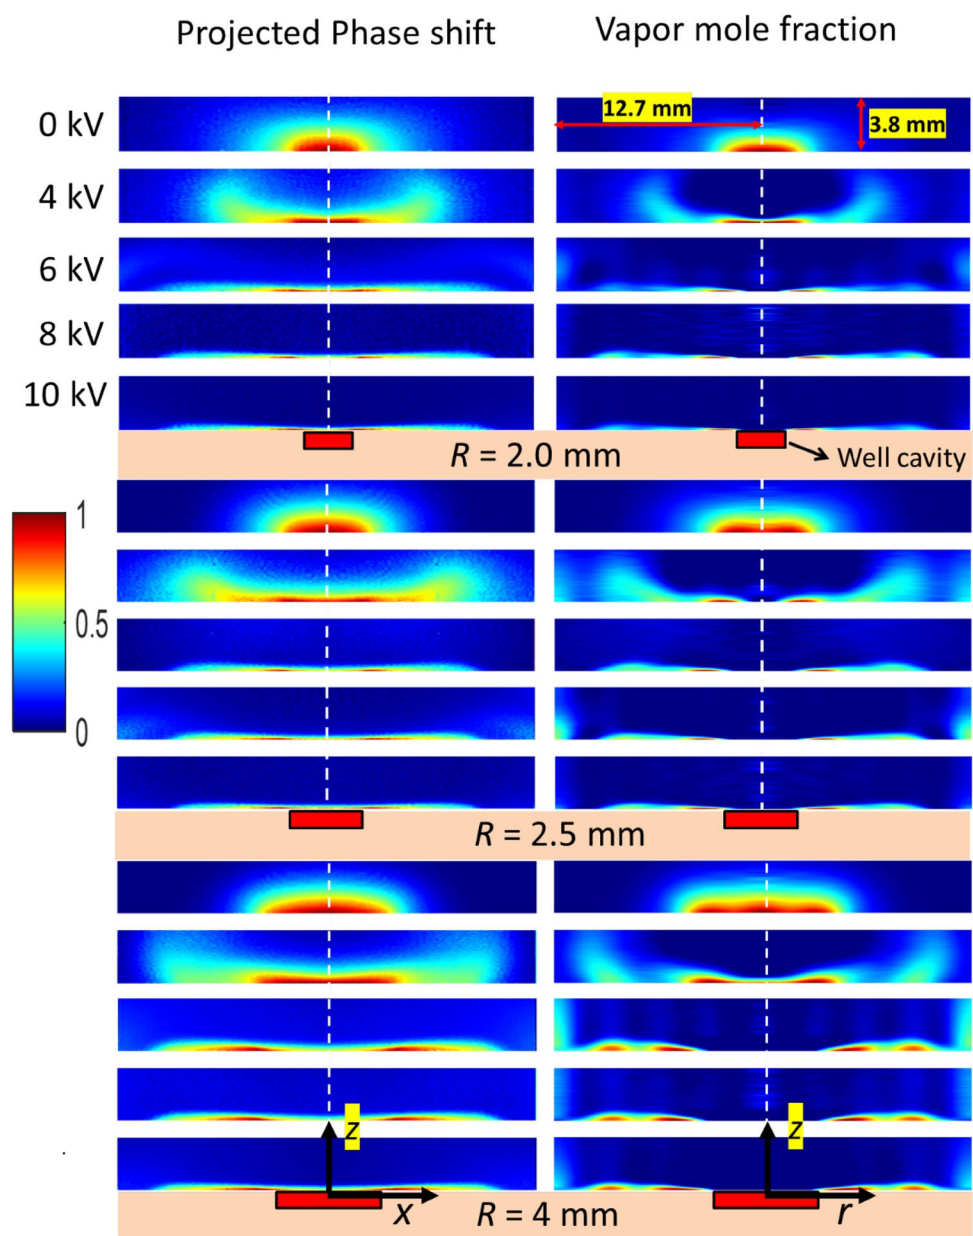 Projected Phase shift
Vapor mole fraction
0 kV
12.7 mm
3.8 mm
4 kV
6 kV
8 kV
10 kV
R = 2.0 mm
Well cavity
1
0.5
0
R = 2.5 mm
z
z
x
r
R = 4 mm